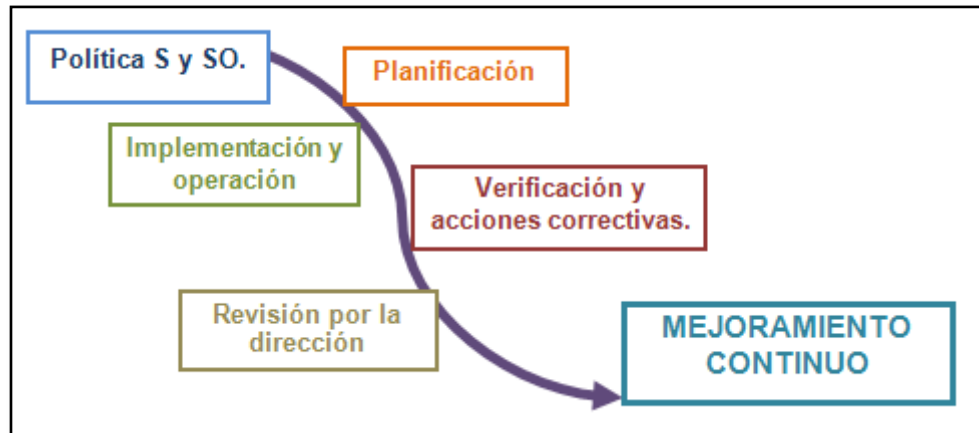 Política S y SO.
Planificación
Implementación y
operación
Verificación y
acciones correctivas.
Revisión por la
dirección
MEJORAMIENTO
CONTINUO